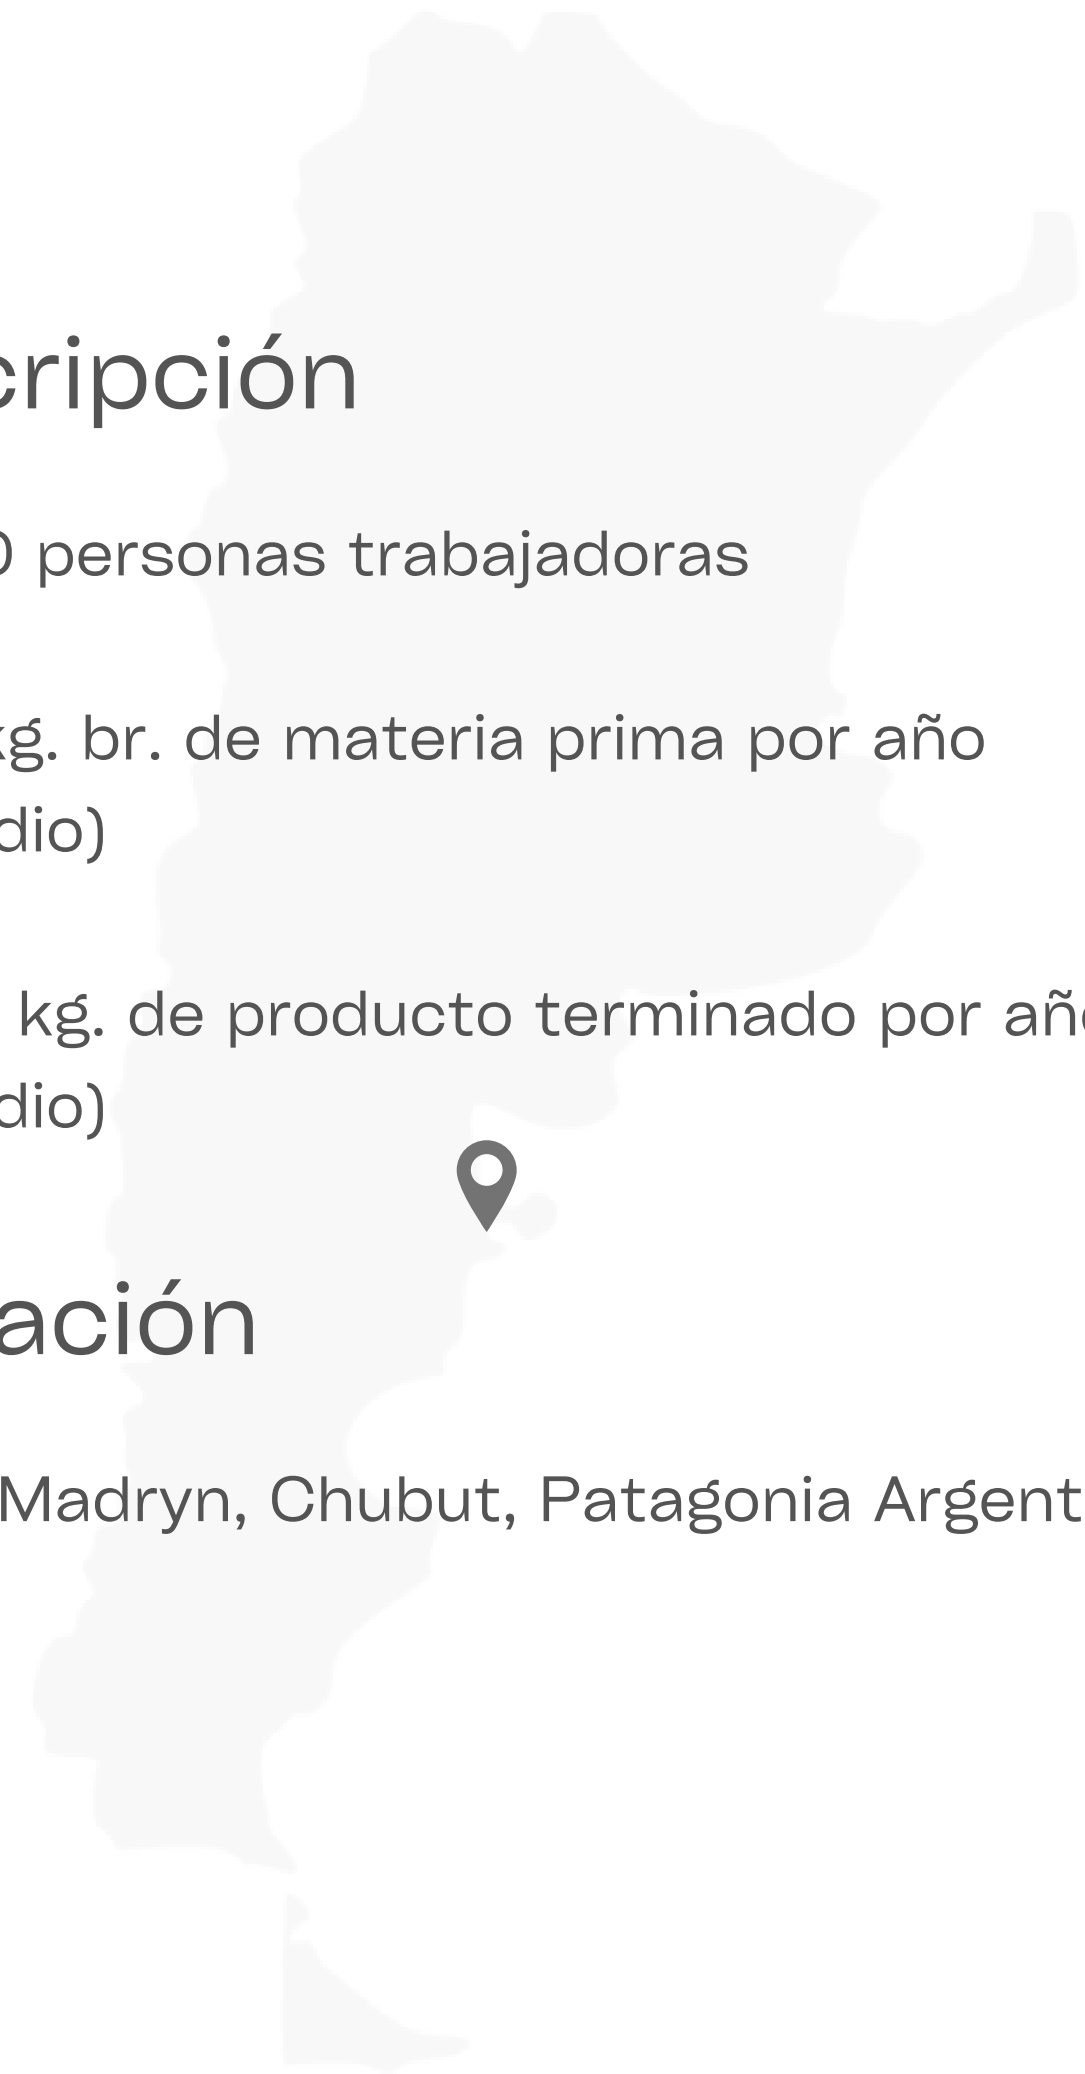 cripción
0 personas trabajadoras
kg. br. de materia prima por año
dio)
kg. de producto terminado por año
dio)
ación
Madryn, Chubut, Patagonia Argent